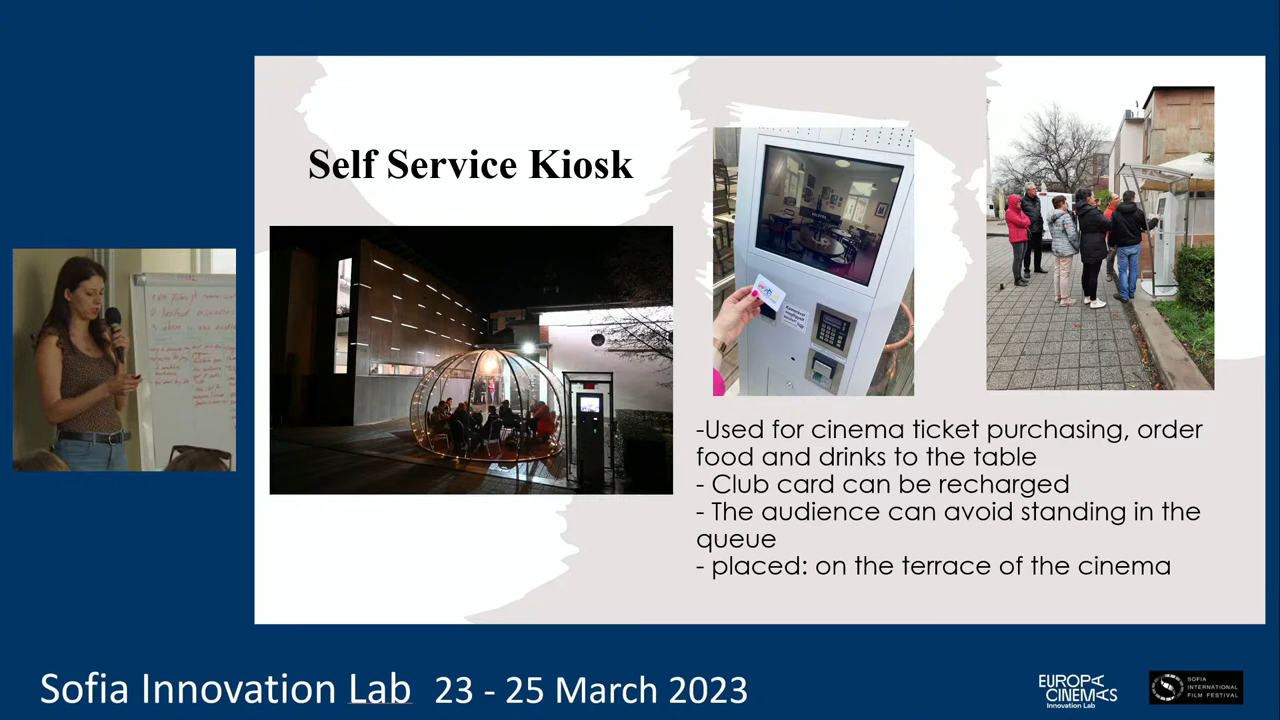 Self Service Kiosk
-Used for cinema ticket purchasing, order
food and drinks to the table
- Club card can be recharged
- The audience can avoid standing in the
queue
- placed: on the terrace of the cinema
Sofia Innovation Lab 23 - 25 March 2023
EUROPA
CINEMAS
Innovation Lab
SOFIA
INTERNATIONAL
FILM FESTIVAL